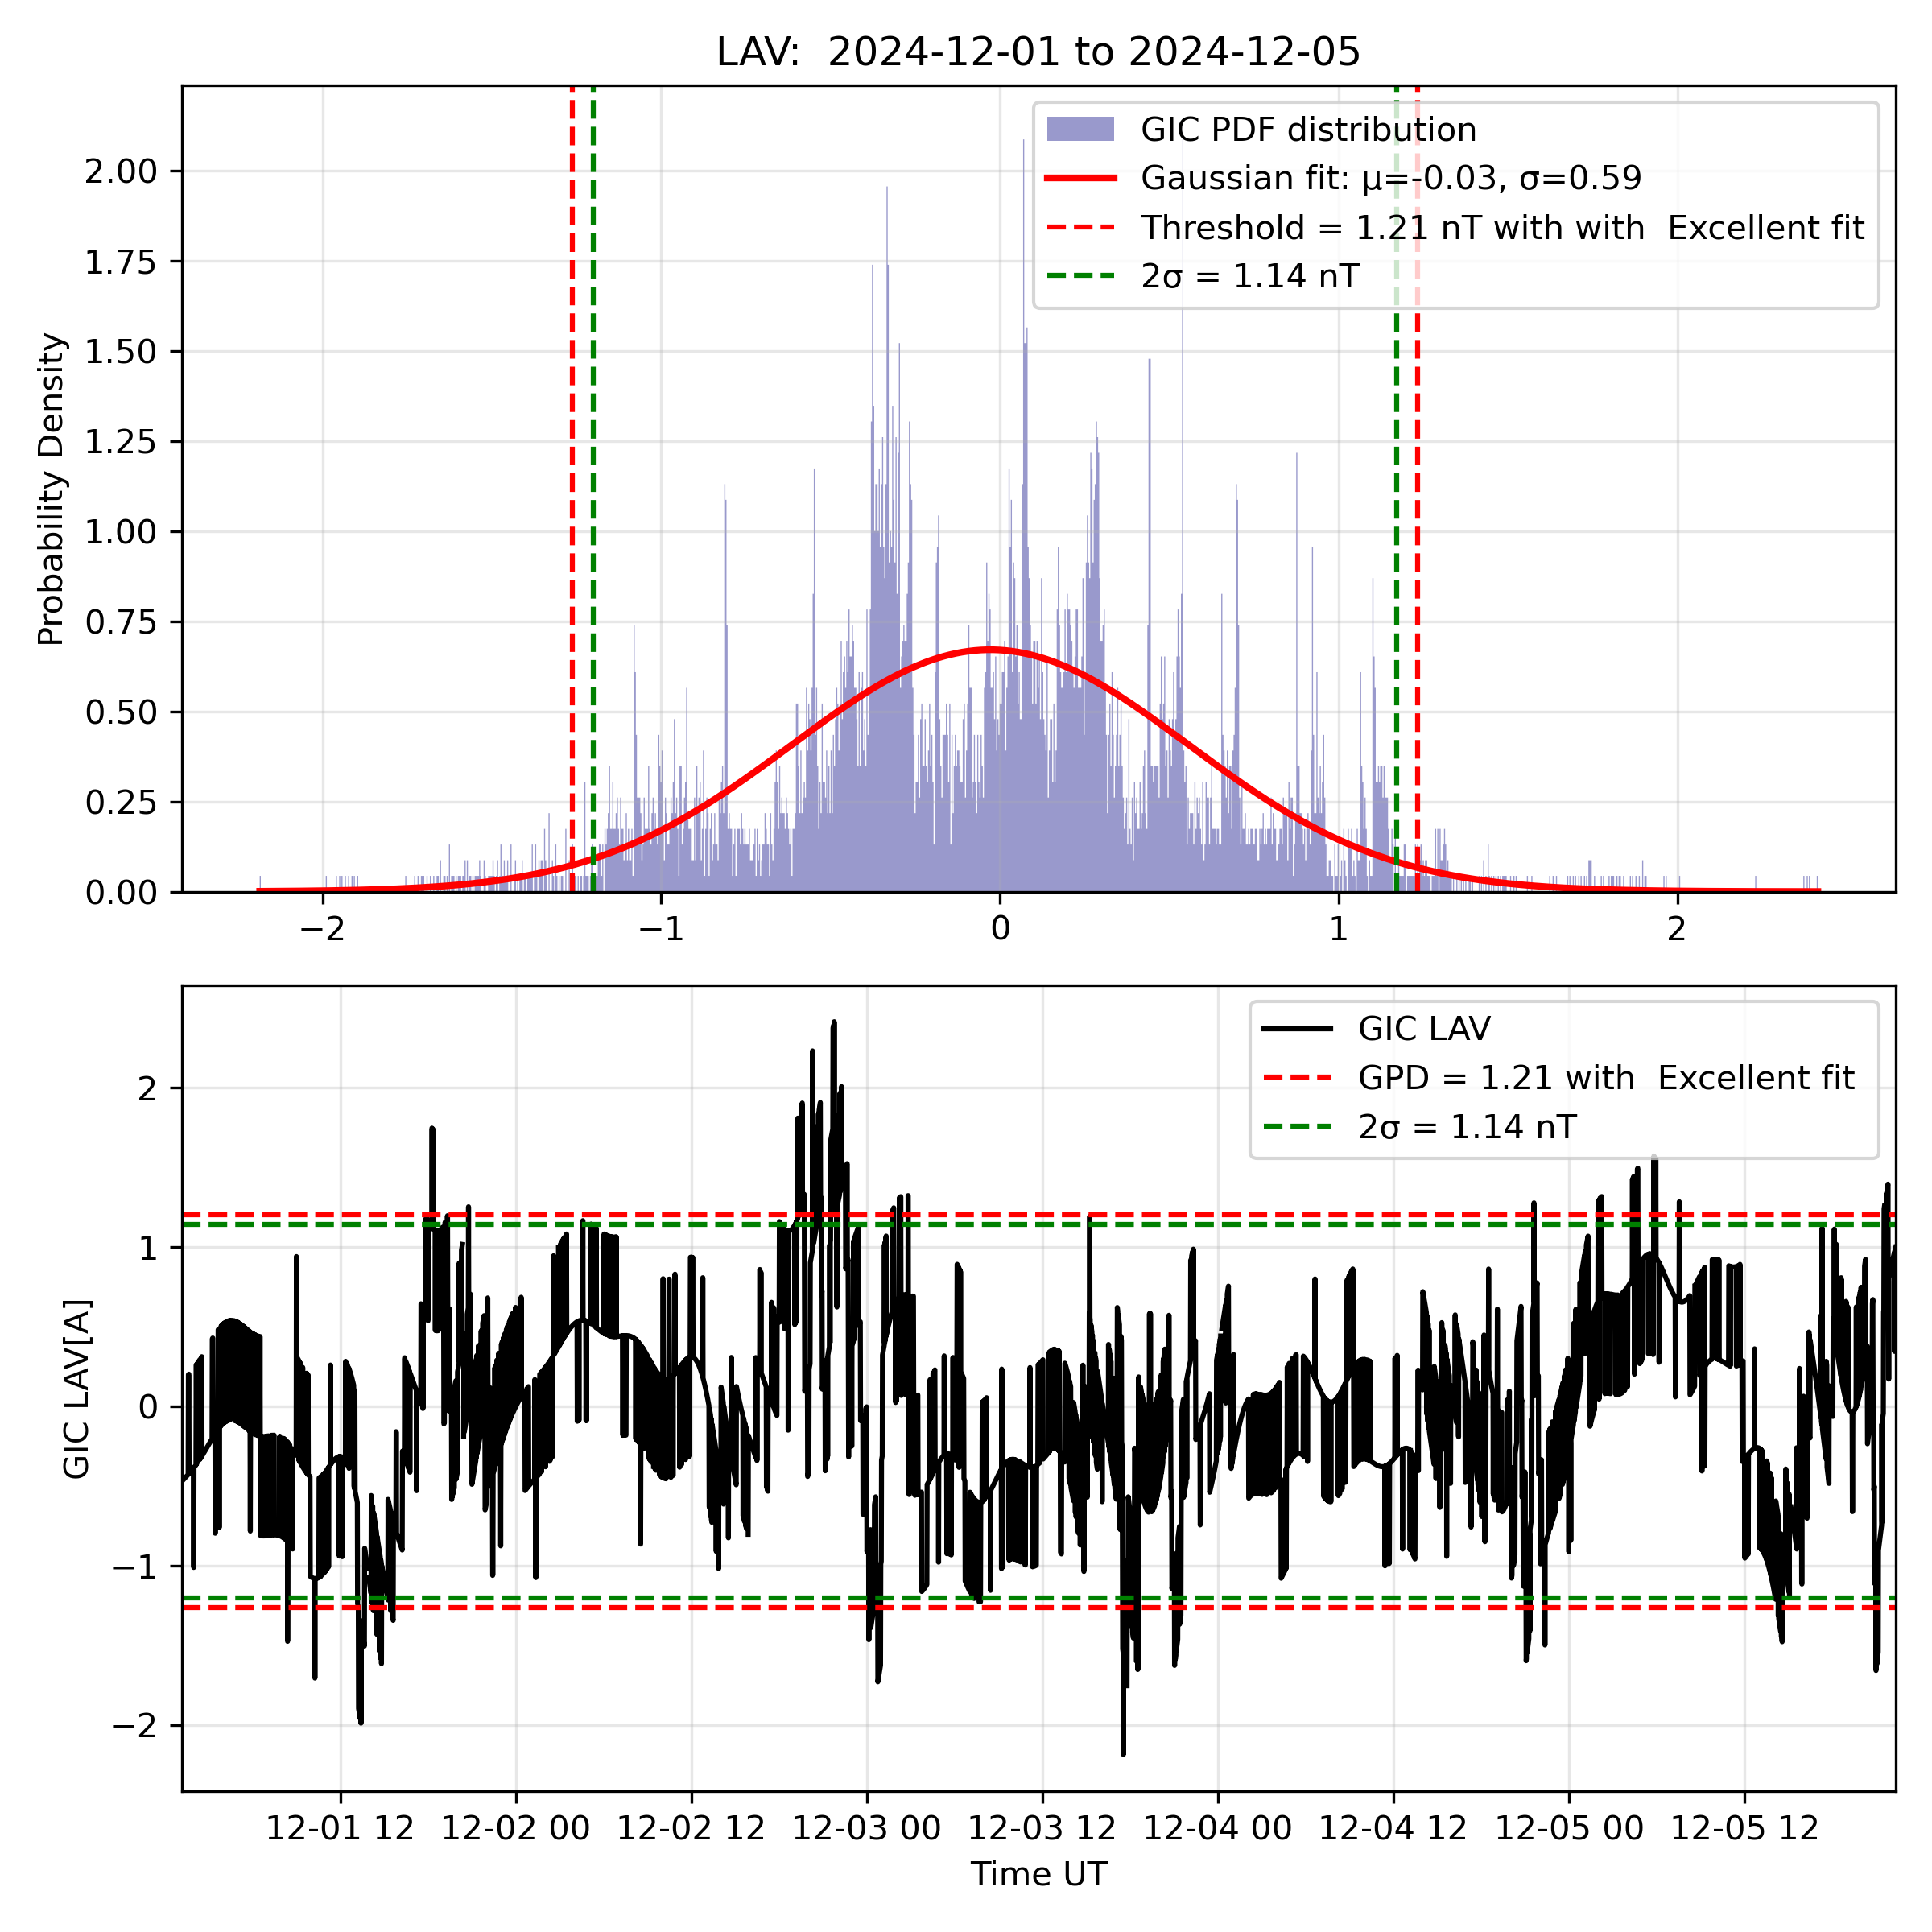 LAV:  2024-12-01 to 2024-12-05
Probability Density
2.00
1.75
1.50
1.25
1.00
0.75
0.50
0.25
0.00
GIC PDF distribution
Gaussian fit: μ=-0.03, σ=0.59
Threshold = 1.21 nT with with  Excellent fit
2σ = 1.14 nT
−2
−1
0
1
2
GIC LAV[A]
2
1
0
−1
−2
GIC LAV
GPD = 1.21 with  Excellent fit
2σ = 1.14 nT
12-01 12
12-02 00
12-02 12
12-03 00
12-03 12
12-04 00
12-04 12
12-05 00
12-05 12
Time UT